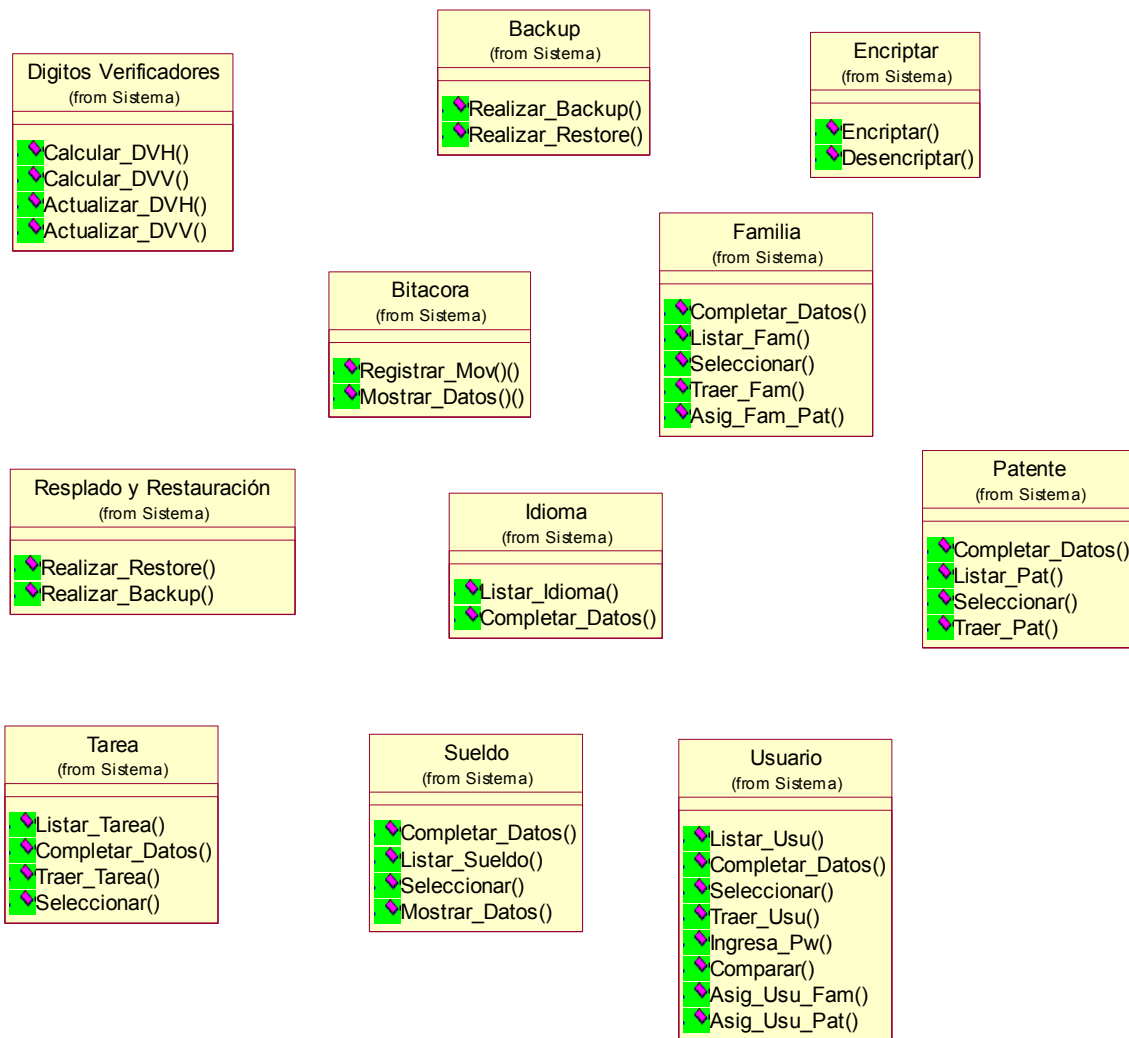 Backup
(from Sistema)
Realizar_Backup()
Realizar_Restore()
Encriptar
(from Sistema)
Encriptar()
Desencriptar()
Digitos Verificadores
(from Sistema)
Calcular_DVH()
Calcular_DVV()
Actualizar_DVH()
Actualizar_DVV()
Familia
(from Sistema)
Completar_Datos()
Listar_Fam()
Seleccionar()
Traer_Fam()
Asig_Fam_Pat()
Bitacora
(from Sistema)
Registrar_Mov()()
Mostrar_Datos()()
Patente
(from Sistema)
Completar_Datos()
Listar_Pat()
Seleccionar()
Traer_Pat()
Resplado y Restauración
(from Sistema)
Realizar_Restore()
Realizar_Backup()
Idioma
(from Sistema)
Listar_Idioma()
Completar_Datos()
Tarea
(from Sistema)
Listar_Tarea()
Completar_Datos()
Traer_Tarea()
Seleccionar()
Sueldo
(from Sistema)
Completar_Datos()
Listar_Sueldo()
Seleccionar()
Mostrar_Datos()
Usuario
(from Sistema)
Listar_Usu()
Completar_Datos()
Seleccionar()
Traer_Usu()
Ingresa_Pw()
Comparar()
Asig_Usu_Fam()
Asig_Usu_Pat()